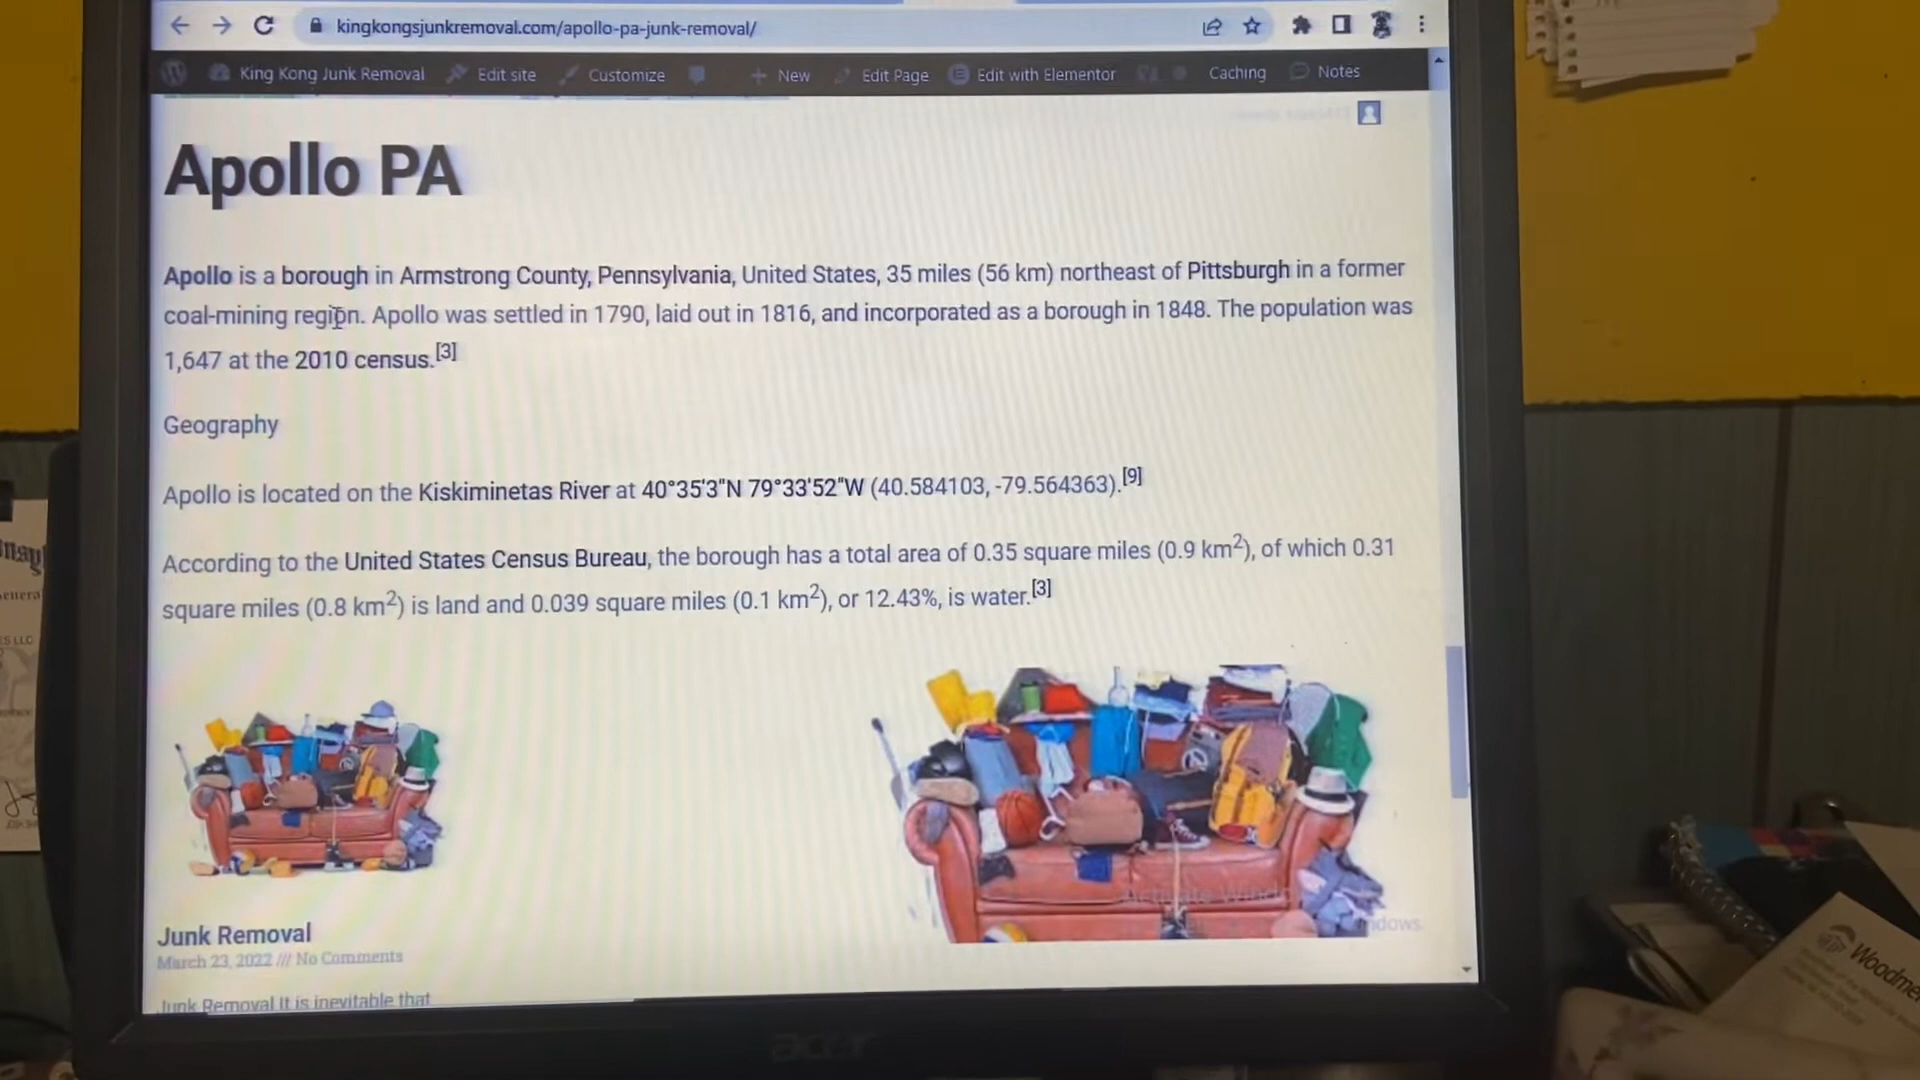 kingkongsjunkremoval.com/apollo-pa-junk-removal/
King Kong Junk Removal Edit site Customize New Edit Page Edit with Elementor Caching Notes
Apollo PA
Apollo is a borough in Armstrong County, Pennsylvania, United States, 35 miles (56 km) northeast of Pittsburgh in a former
coal-mining region. Apollo was settled in 1790, laid out in 1816, and incorporated as a borough in 1848. The population was
1,647 at the 2010 census.[3]
Geography
Apollo is located on the Kiskiminetas River at 40°35'3"N 79°33'52"W (40.584103, -79.564363).[9]
According to the United States Census Bureau, the borough has a total area of 0.35 square miles (0.9 km2), of which 0.31
square miles (0.8 km2) is land and 0.039 square miles (0.1 km2), or 12.43%, is water.[3]
Activate Windo
ndows.
Junk Removal
March 23, 2022 /// No Comments
Junk Removal It is inevitable that
acer
Woodme